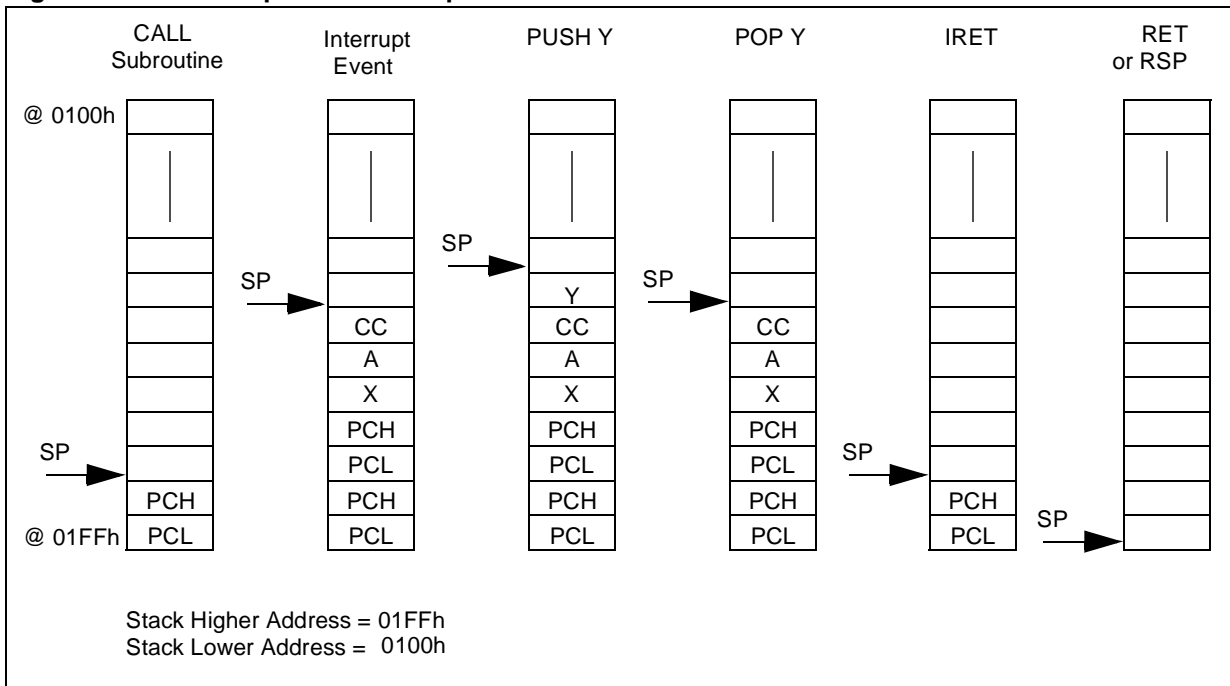 CALL
Subroutine
Interrupt
Event
PUSH Y
POP Y
IRET
RET
or RSP
@ 0100h
SP
SP
SP
Y
CC
CC
CC
A
A
A
X
X
X
PCH
PCH
PCH
SP
SP
PCL
PCL
PCL
PCH
PCH
PCH
PCH
PCH
SP
@ 01FFh
PCL
PCL
PCL
PCL
PCL
Stack Higher Address = 01FFh
Stack Lower Address = 0100h